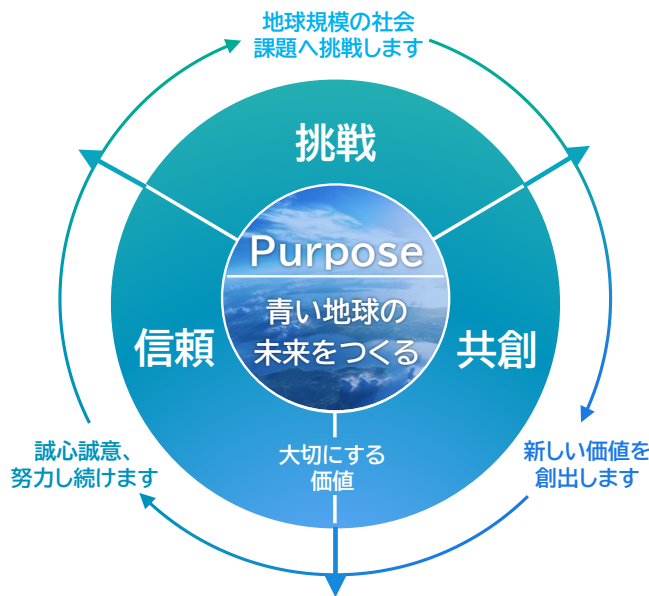 地球規模の社会
課題へ挑戦します
挑戦
Purpose
青い地球の
未来をつくる
信頼
共創
大切にする
価値
誠心誠意、
努力し続けます
新しい価値を
創出します